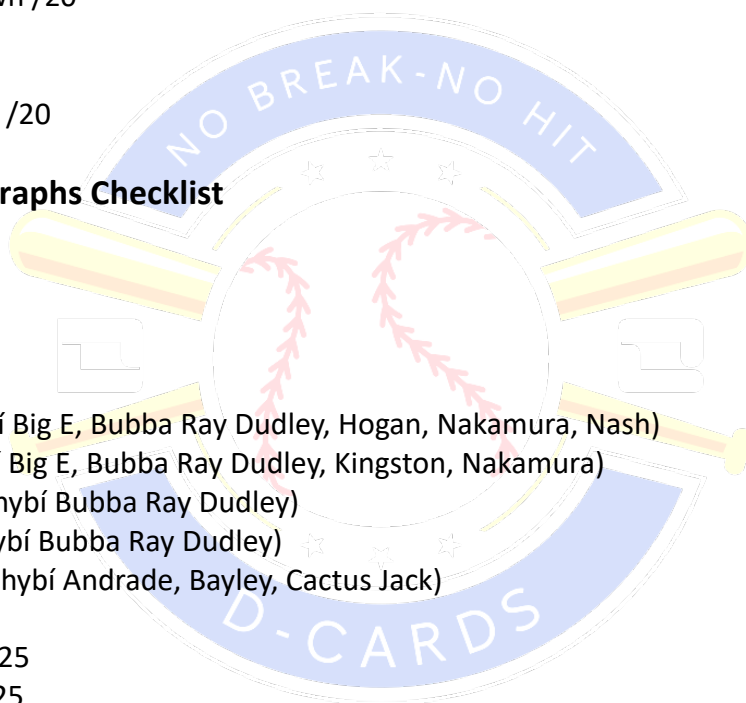 /20
NO BREAK-NO HIT
/20
raphs Checklist
í Big E, Bubba Ray Dudley, Hogan, Nakamura, Nash)
í Big E, Bubba Ray Dudley, Kingston, Nakamura)
hybí Bubba Ray Dudley)
ybí Bubba Ray Dudley)
hybí Andrade, Bayley, Cactus Jack)
D-CARDS
25
25